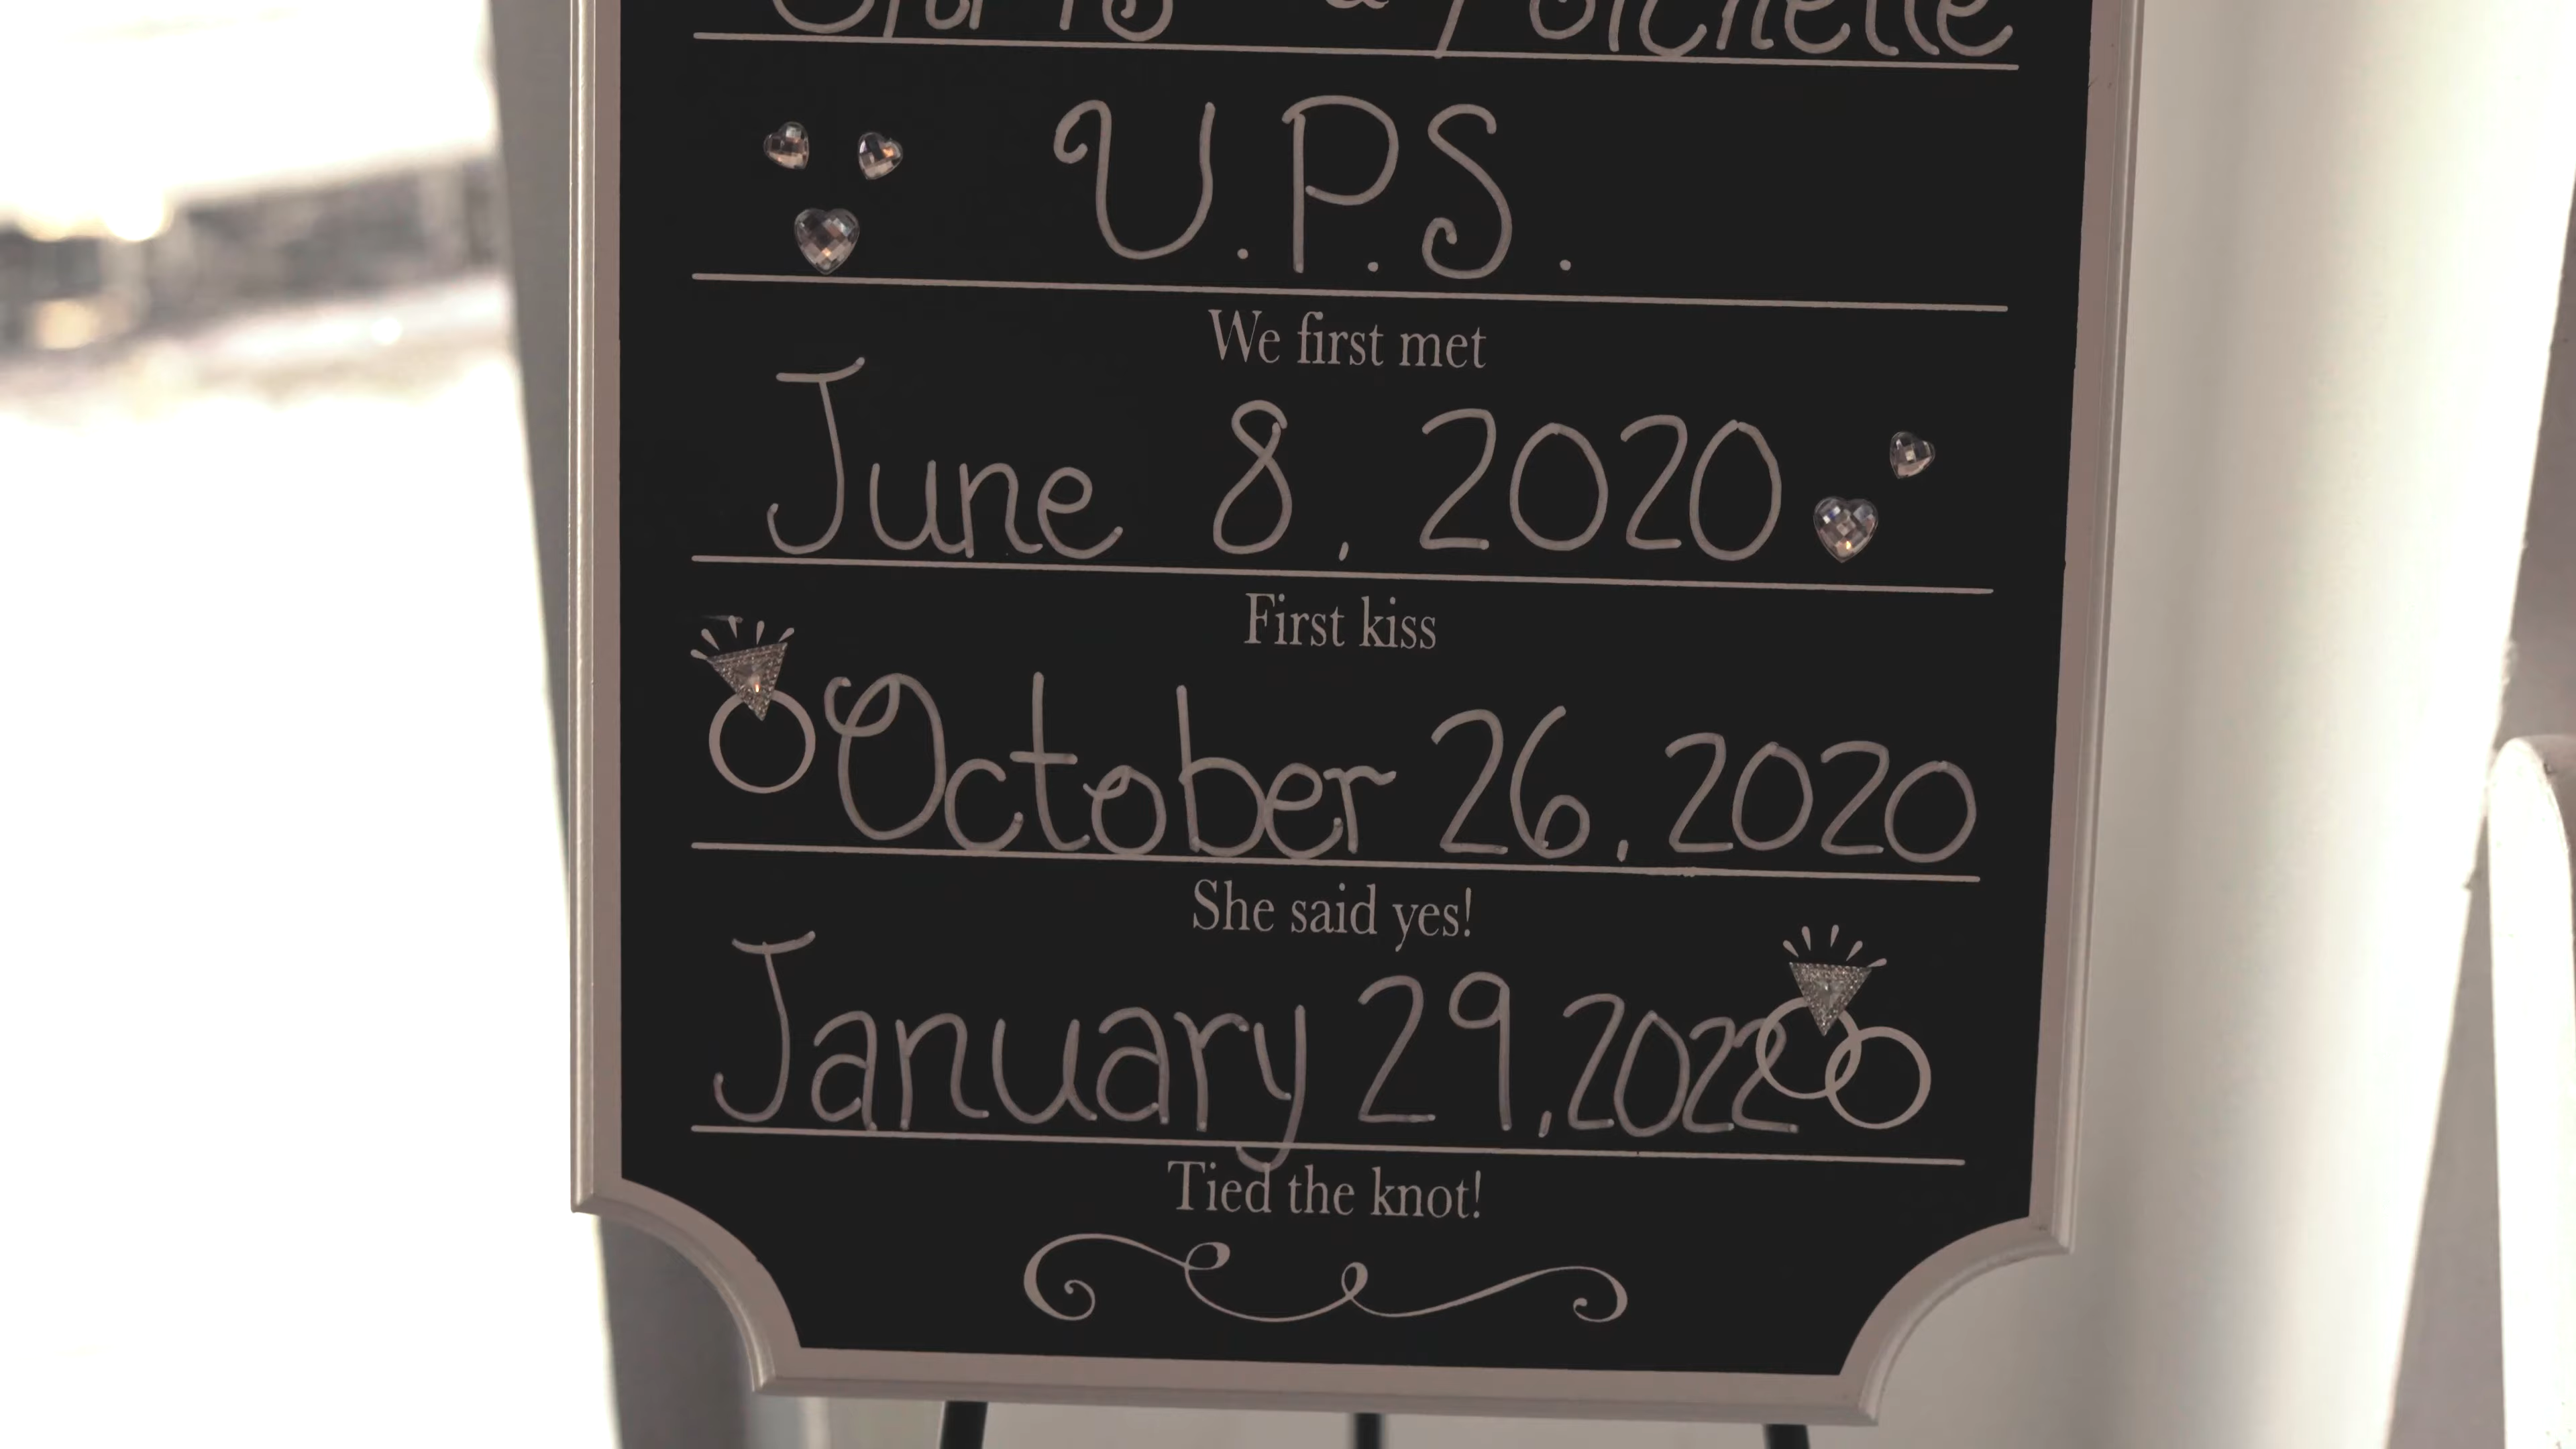 U.P.S.
We first met
June 8, 2020
First kiss
October 26, 2020
She said yes!
January 29, 2022
Tied the knot!